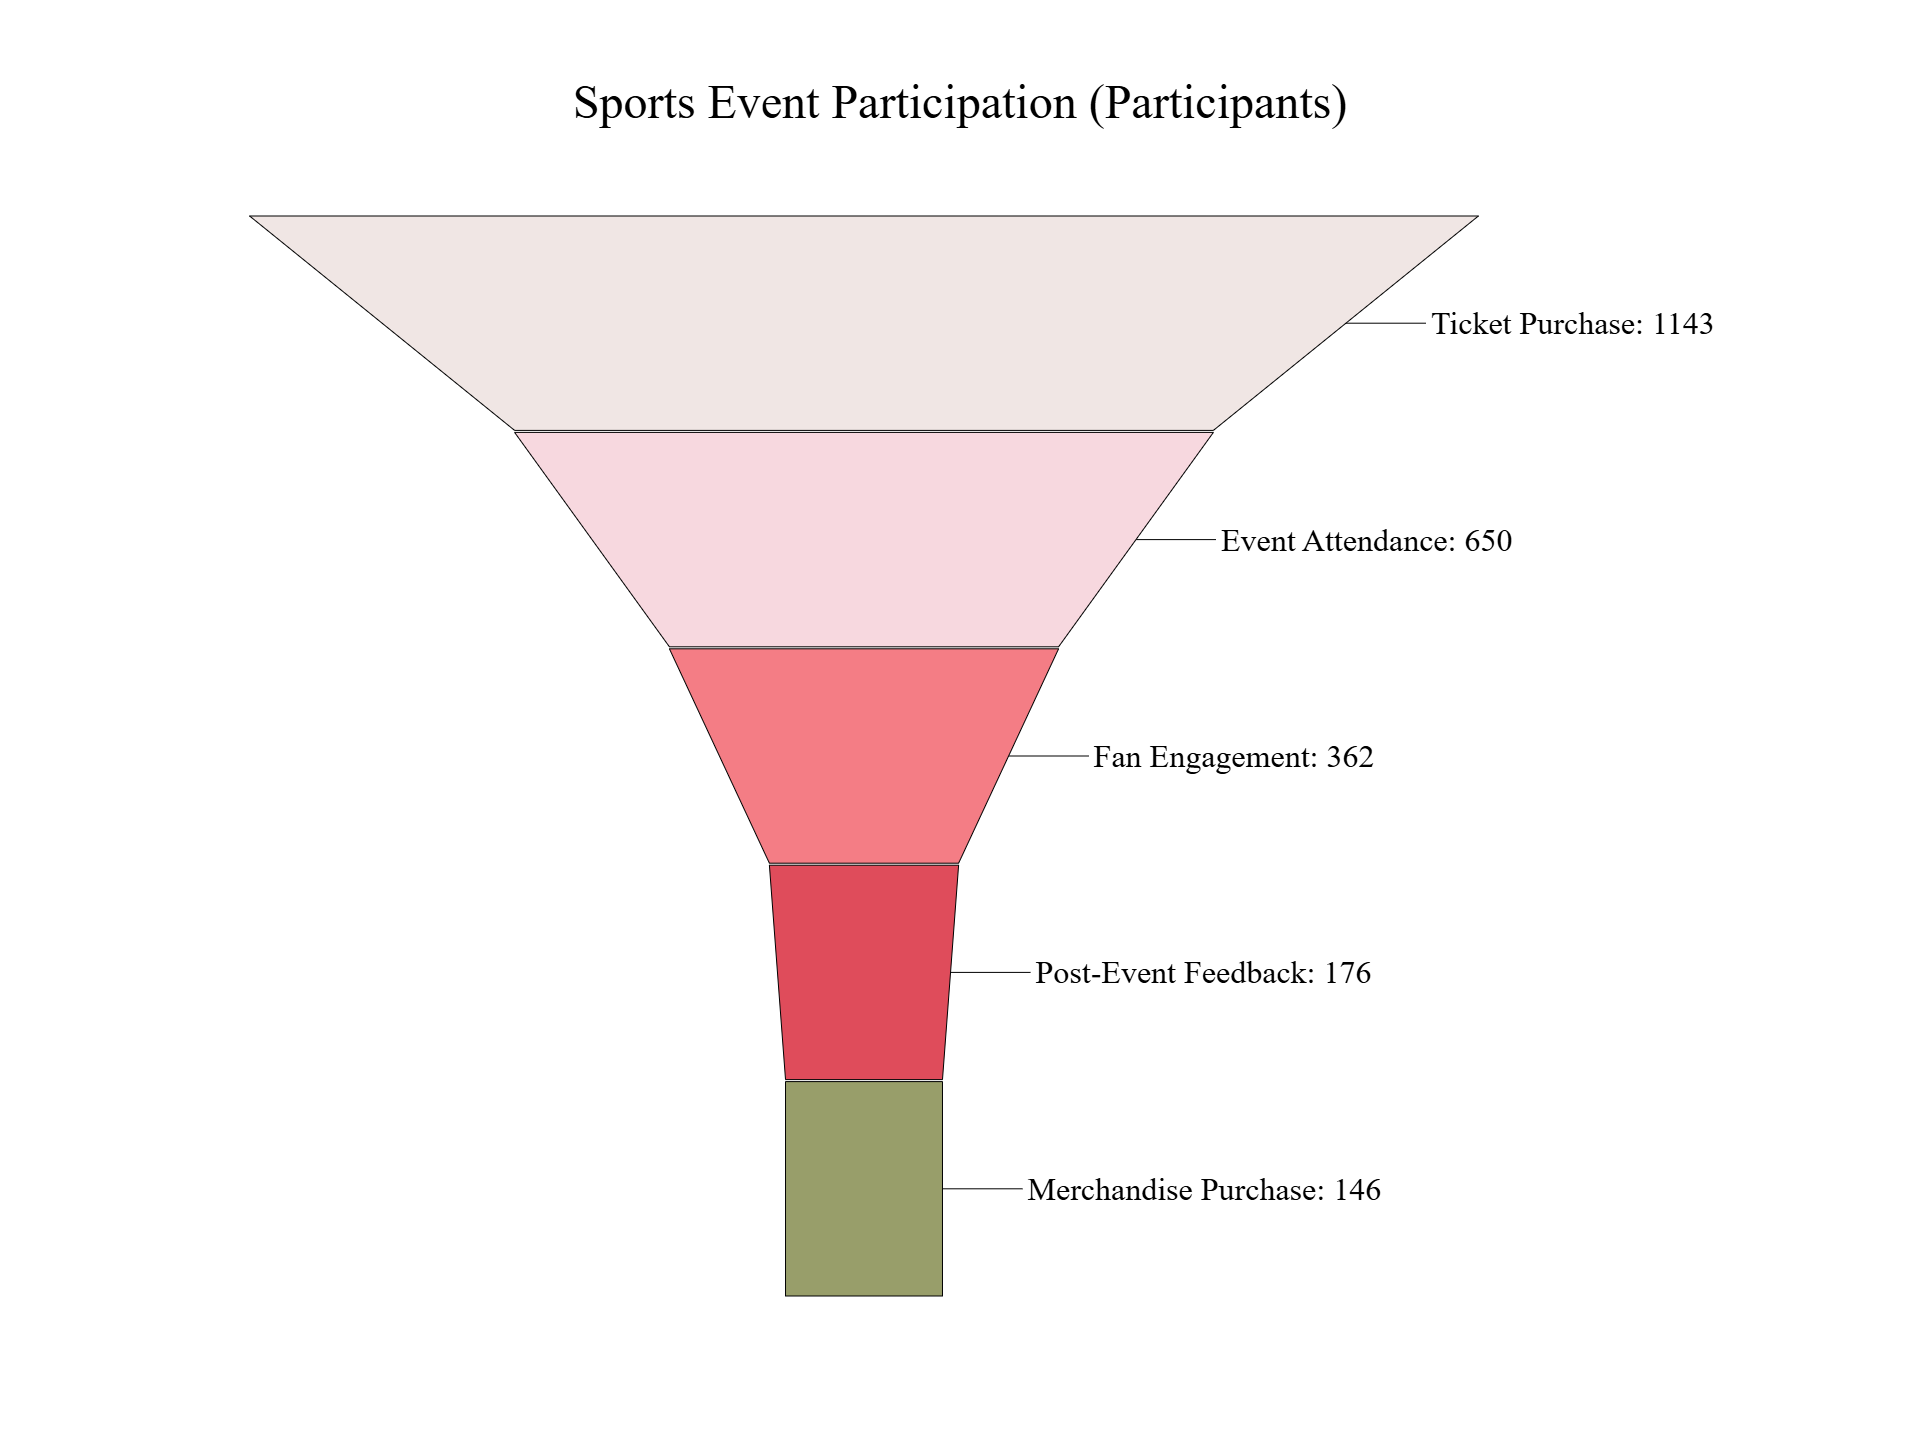 Sports Event Participation (Participants)
Ticket Purchase: 1143
Event Attendance: 650
Fan Engagement: 362
Post-Event Feedback: 176
Merchandise Purchase: 146